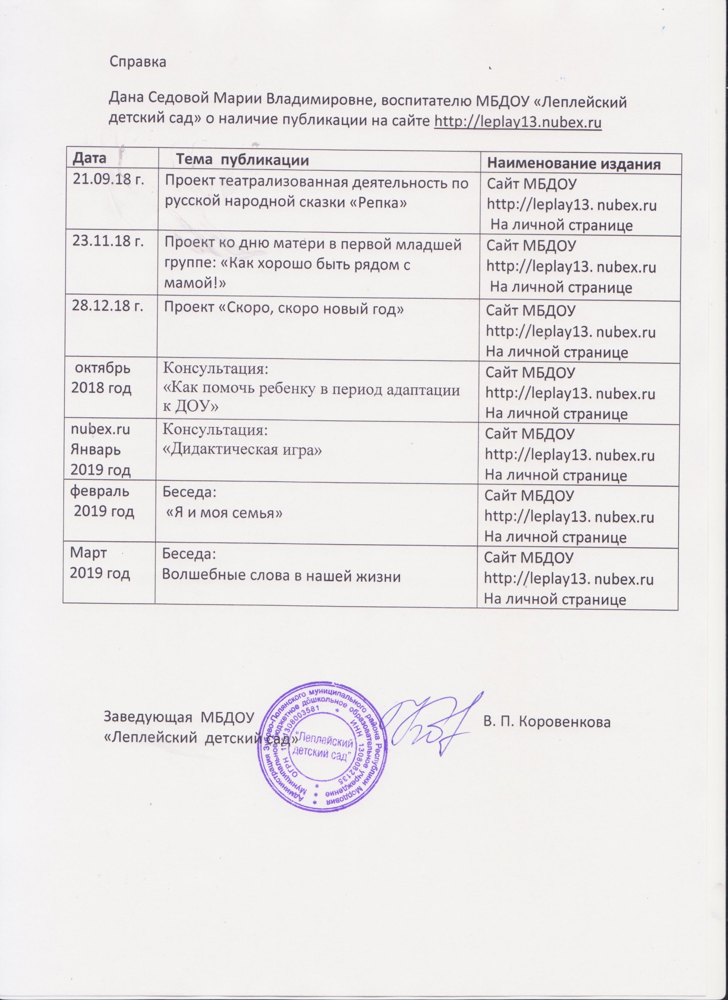 Справка
Дана Седовой Марии Владимировне, воспитателю МБДОУ «Леплейский
детский сад» о наличие публикации на сайте http://leplay13.nubex.ru
Дата Тема публикации Наименование издания
21.09.18 г. Проект театрализованная деятельность по Сайт МБДОУ
русской народной сказки «Репка» http://leplay13. nubex.ru
На личной странице
23.11.18 г. Проект ко дню матери в первой младшей Сайт МБДОУ
группе: «Как хорошо быть рядом с http://leplay13. nubex.ru
мамой!» На личной странице
28.12.18 г. Проект «Скоро, скоро новый год» Сайт МБДОУ
http://leplay13. nubex.ru
На личной странице
октябрь Консультация: Сайт МБДОУ
2018 год «Как помочь ребенку в период адаптации http://leplay13. nubex.ru
к ДОУ» На личной странице
nubex.ru Консультация: Сайт МБДОУ
Январь «Дидактическая игра» http://leplay13. nubex.ru
2019 год На личной странице
февраль Беседа: Сайт МБДОУ
2019 год «Я и моя семья» http://leplay13. nubex.ru
На личной странице
Март Беседа: Сайт МБДОУ
2019 год Волшебные слова в нашей жизни http://leplay13. nubex.ru
На личной странице
Заведующая МБДОУ В. П. Коровенкова
«Леплейский детский сад»
Администрация Зубово-Полянского муниципального района Республики Мордовия
Муниципальное бюджетное дошкольное образовательное учреждение
ОГРН * ИНН 1308082135 *
"Леплейский
детский сад"